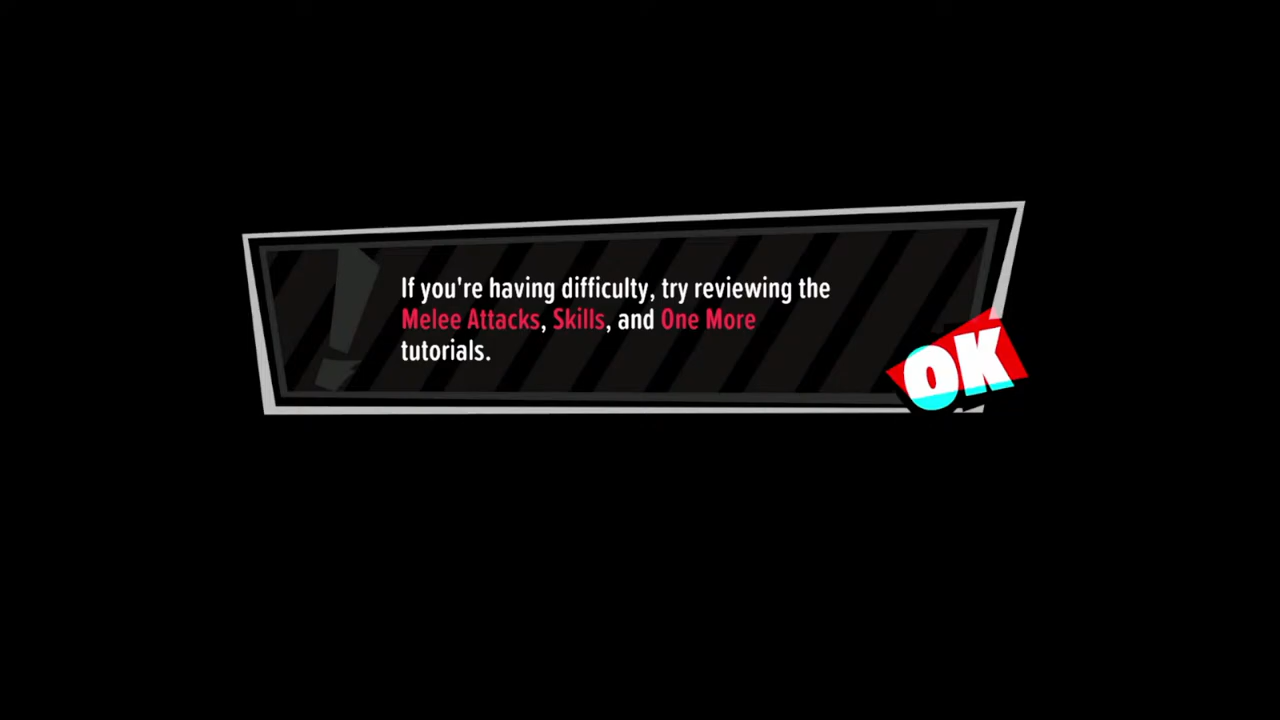 If you're having difficulty, try reviewing the
Melee Attacks, Skills, and One More
tutorials.
OK